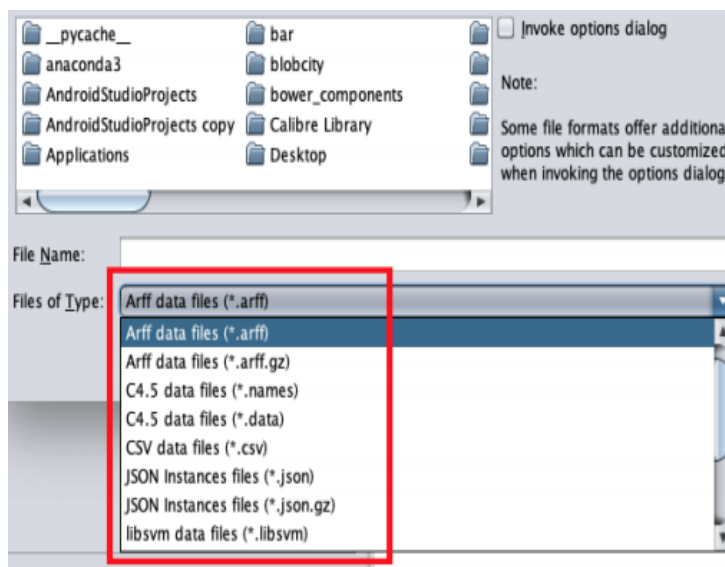 __pycache__
anaconda3
AndroidStudioProjects
AndroidStudioProjects copy
Applications
bar
blobcity
bower_components
Calibre Library
Desktop
Invoke options dialog
Note:
Some file formats offer additiona
options which can be customized
when invoking the options dialog
File Name:
Files of Type:
Arff data files (*.arff)
Arff data files (*.arff)
Arff data files (*.arff.gz)
C4.5 data files (*.names)
C4.5 data files (*.data)
CSV data files (*.csv)
JSON Instances files (*.json)
JSON Instances files (*.json.gz)
libsvm data files (*.libsvm)